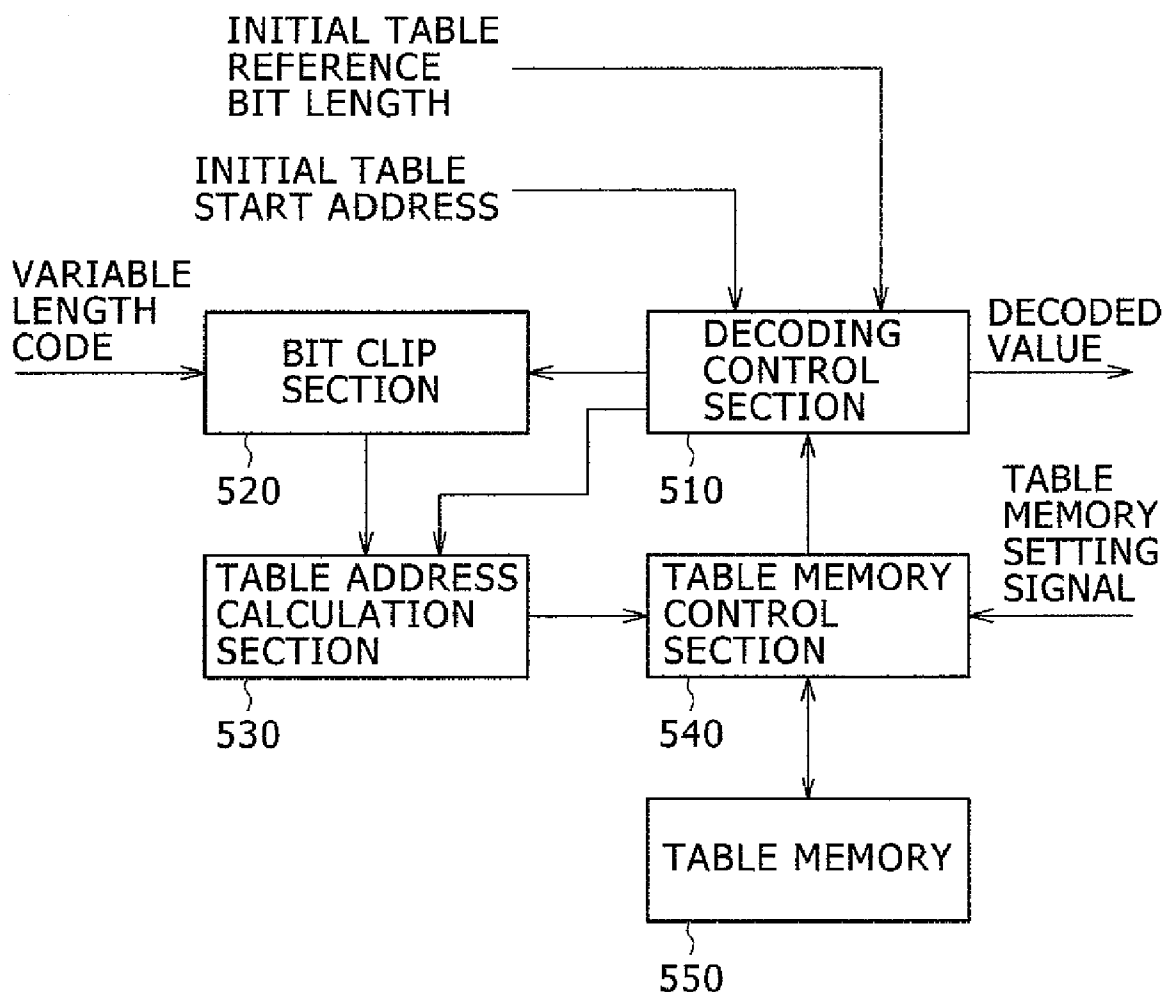 INITIAL TABLE
REFERENCE
BIT LENGTH
INITIAL TABLE
START ADDRESS
VARIABLE
LENGTH
CODE
BIT CLIP
SECTION
520
DECODING
CONTROL
SECTION
510
DECODED
VALUE
TABLE ADDRESS
CALCULATION
SECTION
530
TABLE MEMORY
CONTROL
SECTION
540
TABLE
MEMORY
SETTING
SIGNAL
TABLE MEMORY
550